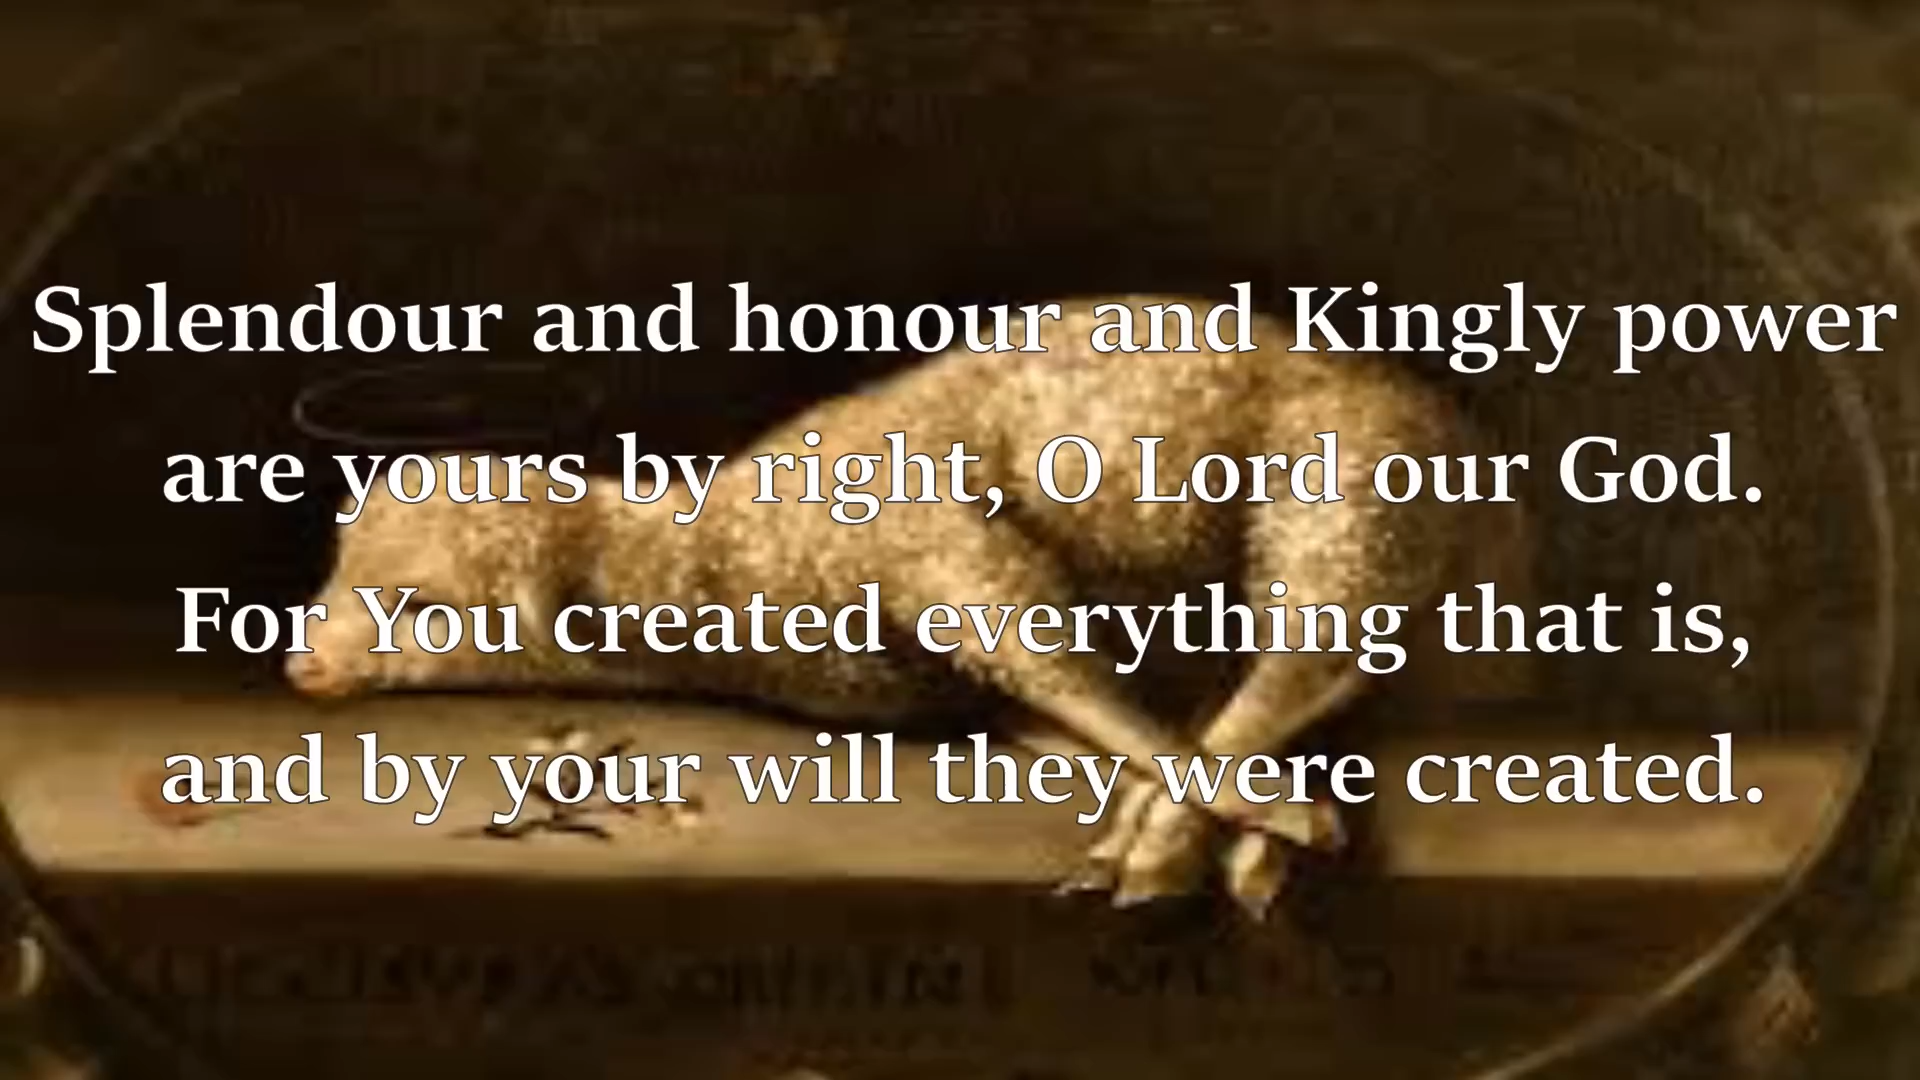 Splendour and honour and Kingly power
are yours by right, O Lord our God.
For You created everything that is,
and by your will they were created.